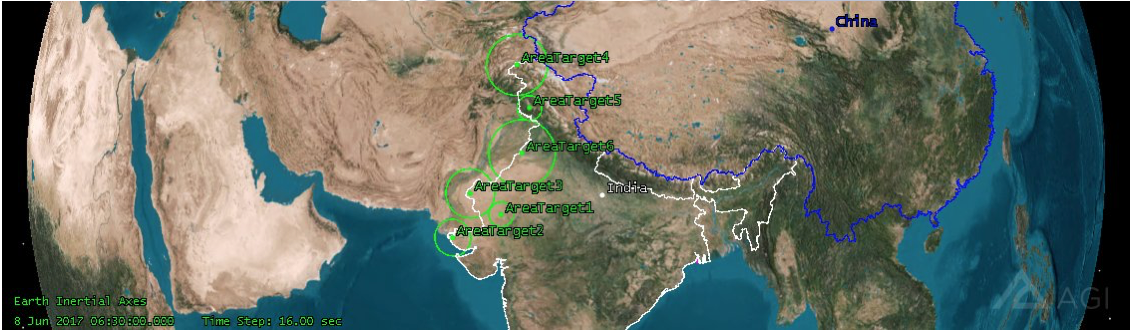 China
AreaTarget4
AreaTarget5
AreaTarget6
AreaTarget3
India
AreaTarget1
AreaTarget2
Earth Inertial Axes
8 Jun 2017 06:30:00.000 Time Step: 16.00 sec
AGI